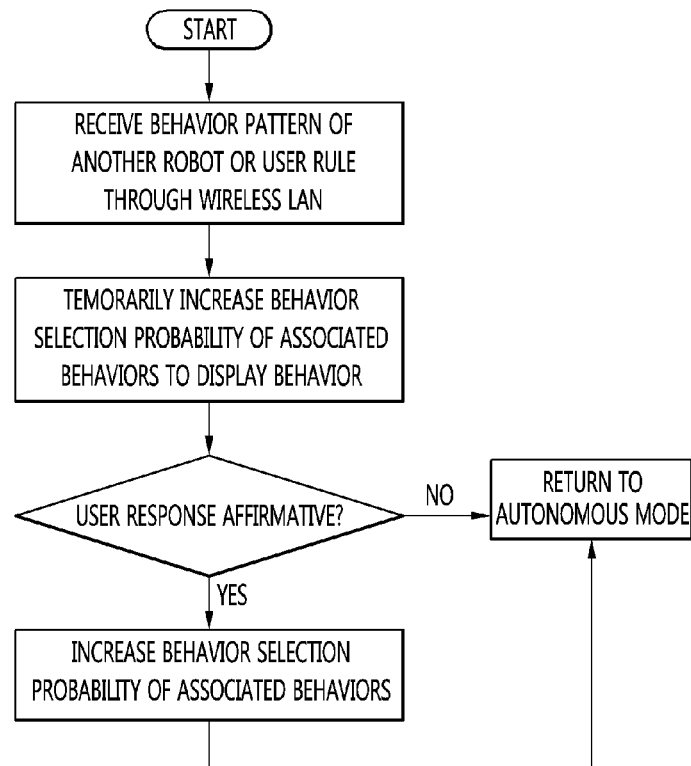 START
RECEIVE BEHAVIOR PATTERN OF
ANOTHER ROBOT OR USER RULE
THROUGH WIRELESS LAN
TEMORARILY INCREASE BEHAVIOR
SELECTION PROBABILITY OF ASSOCIATED
BEHAVIORS TO DISPLAY BEHAVIOR
USER RESPONSE AFFIRMATIVE?
NO
RETURN TO
AUTONOMOUS MODE
YES
INCREASE BEHAVIOR SELECTION
PROBABILITY OF ASSOCIATED BEHAVIORS